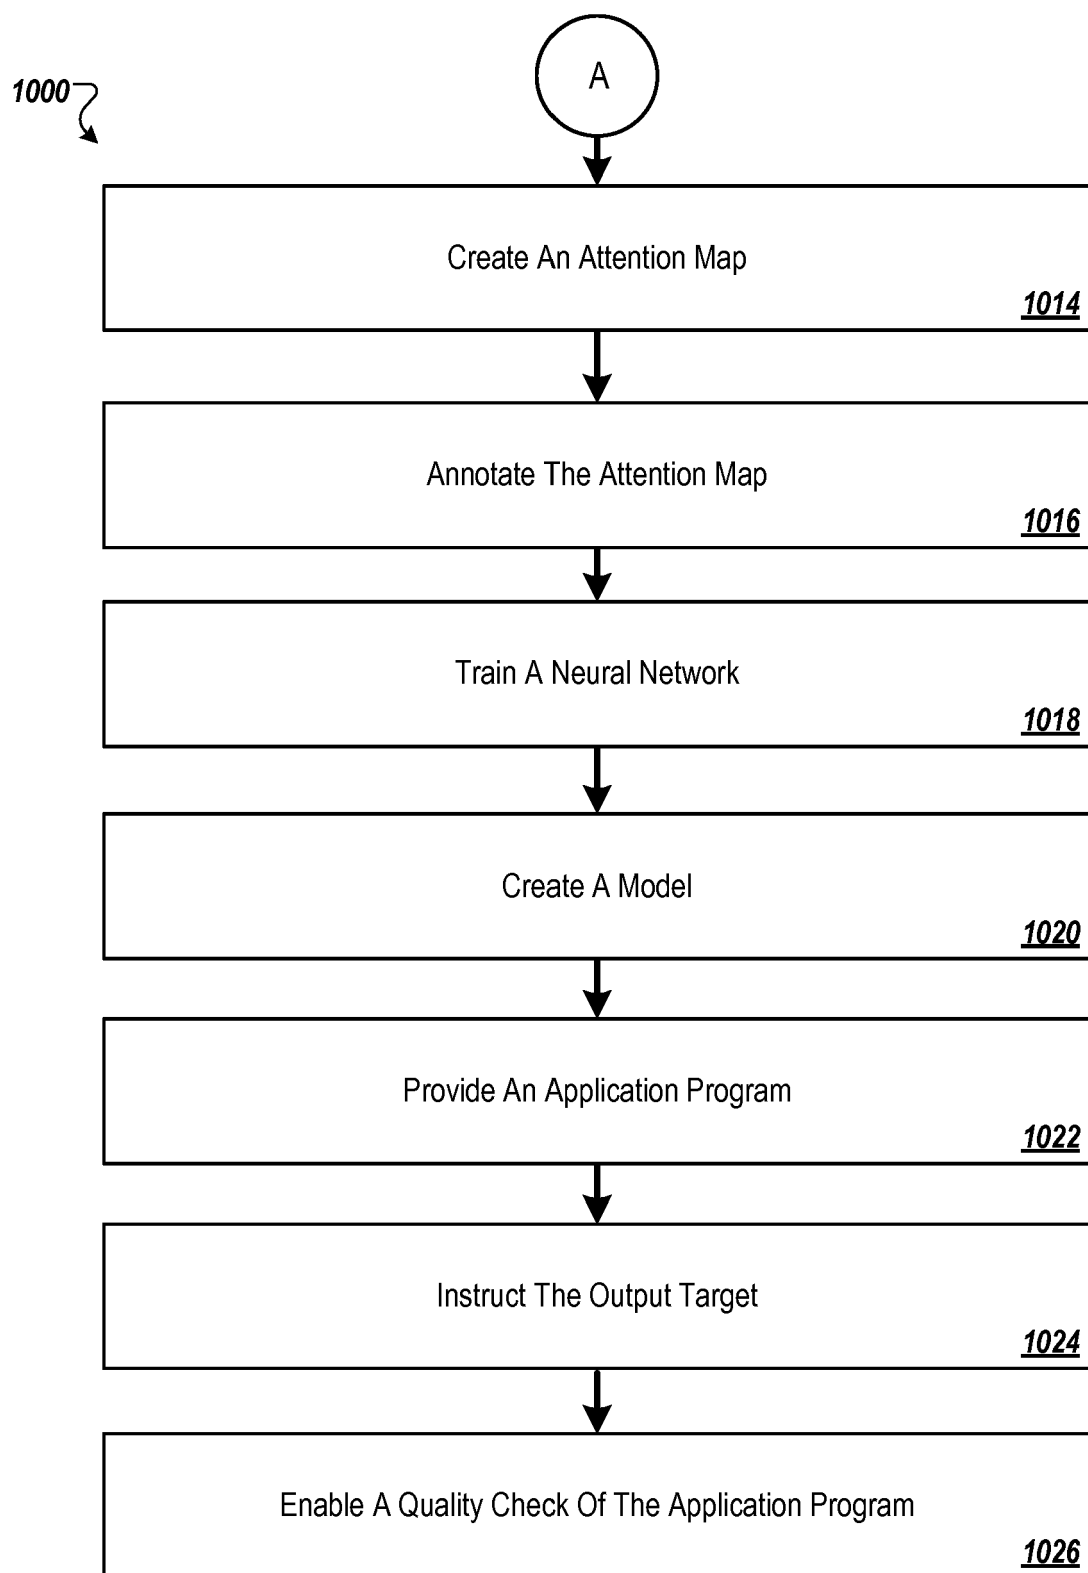 A
1000
Create An Attention Map
1014
Annotate The Attention Map
1016
Train A Neural Network
1018
Create A Model
1020
Provide An Application Program
1022
Instruct The Output Target
1024
Enable A Quality Check Of The Application Program
1026